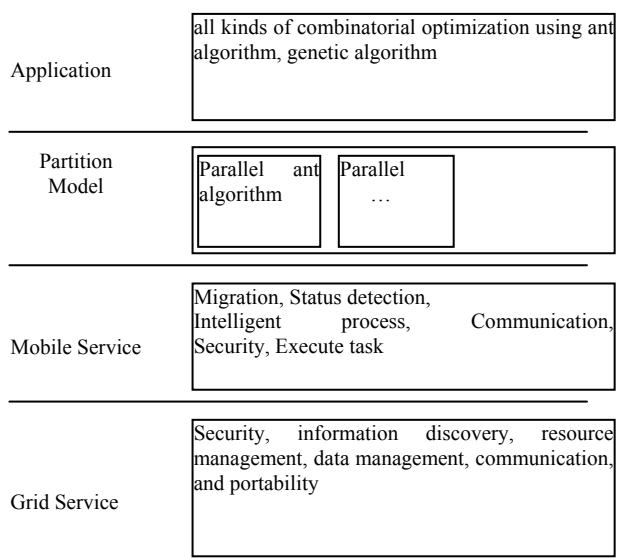 all kinds of combinatorial optimization using ant
algorithm, genetic algorithm
Application
Partition
Model
Parallel ant
algorithm
Parallel
…
Migration, Status detection,
Intelligent process, Communication,
Security, Execute task
Mobile Service
Security, information discovery, resource
management, data management, communication,
and portability
Grid Service